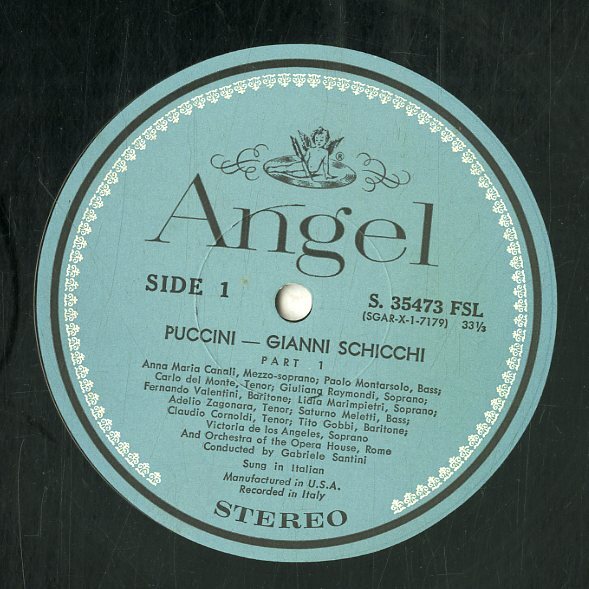 ®
Angel
SIDE 1
S. 35473 FSL
(SGAR-X-1-7179) 33⅓
PUCCINI — GIANNI SCHICCHI
PART 1
Anna Maria Canali, Mezzo-soprano; Paolo Montarsolo, Bass;
Carlo del Monte, Tenor; Giuliana Raymondi, Soprano;
Fernando Valentini, Baritone; Lidia Marimpietri, Soprano;
Adelio Zagonara, Tenor; Saturno Meletti, Bass;
Claudio Cornoldi, Tenor; Tito Gobbi, Baritone;
Victoria de los Angeles, Soprano
And Orchestra of the Opera House, Rome
Conducted by Gabriele Santini
Sung in Italian
Manufactured in U.S.A.
Recorded in Italy
STEREO